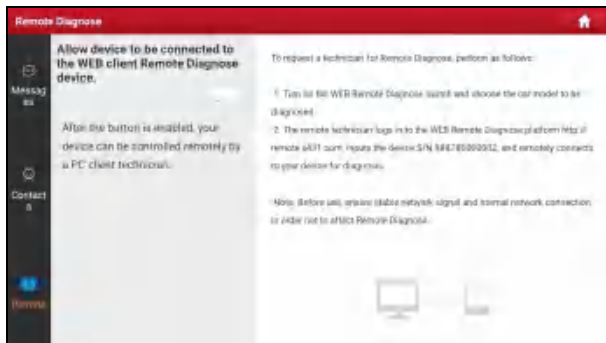 Remote Diagnose
Allow device to be connected to
the WEB client Remote Diagnose
device.
After the button is enabled, your
device can be controlled remotely by
a PC client technician.
Messag
es
Contact
s
Remote
To request a technician for Remote Diagnose, perform as follows:
1. Turn on the WEB Remote Diagnose switch and choose the car model to be
diagnosed.
2. The remote technician logs in to the WEB Remote Diagnose platform http://
remote.x431.com, inputs the device S/N and remotely connects
to your device for diagnosis.
Note: Before use, ensure stable network signal and normal network connection
in order not to affect Remote Diagnose.